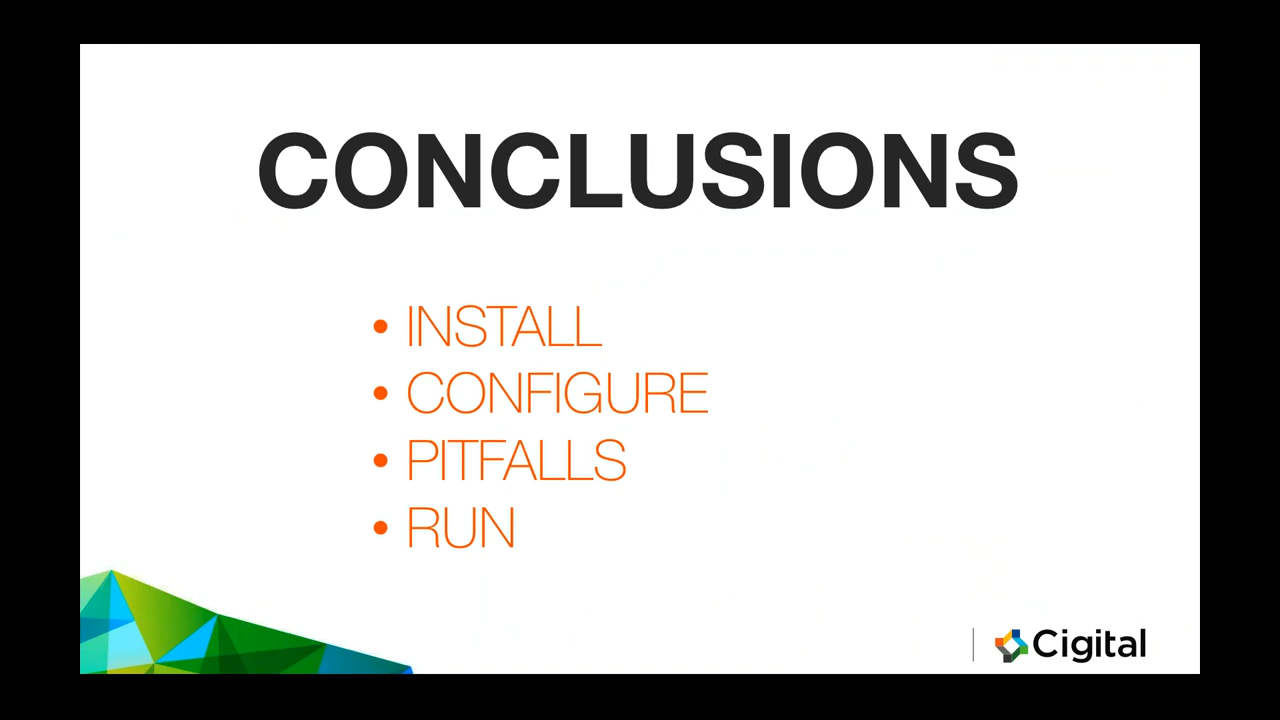 CONCLUSIONS
• INSTALL
• CONFIGURE
• PITFALLS
• RUN
Cigital